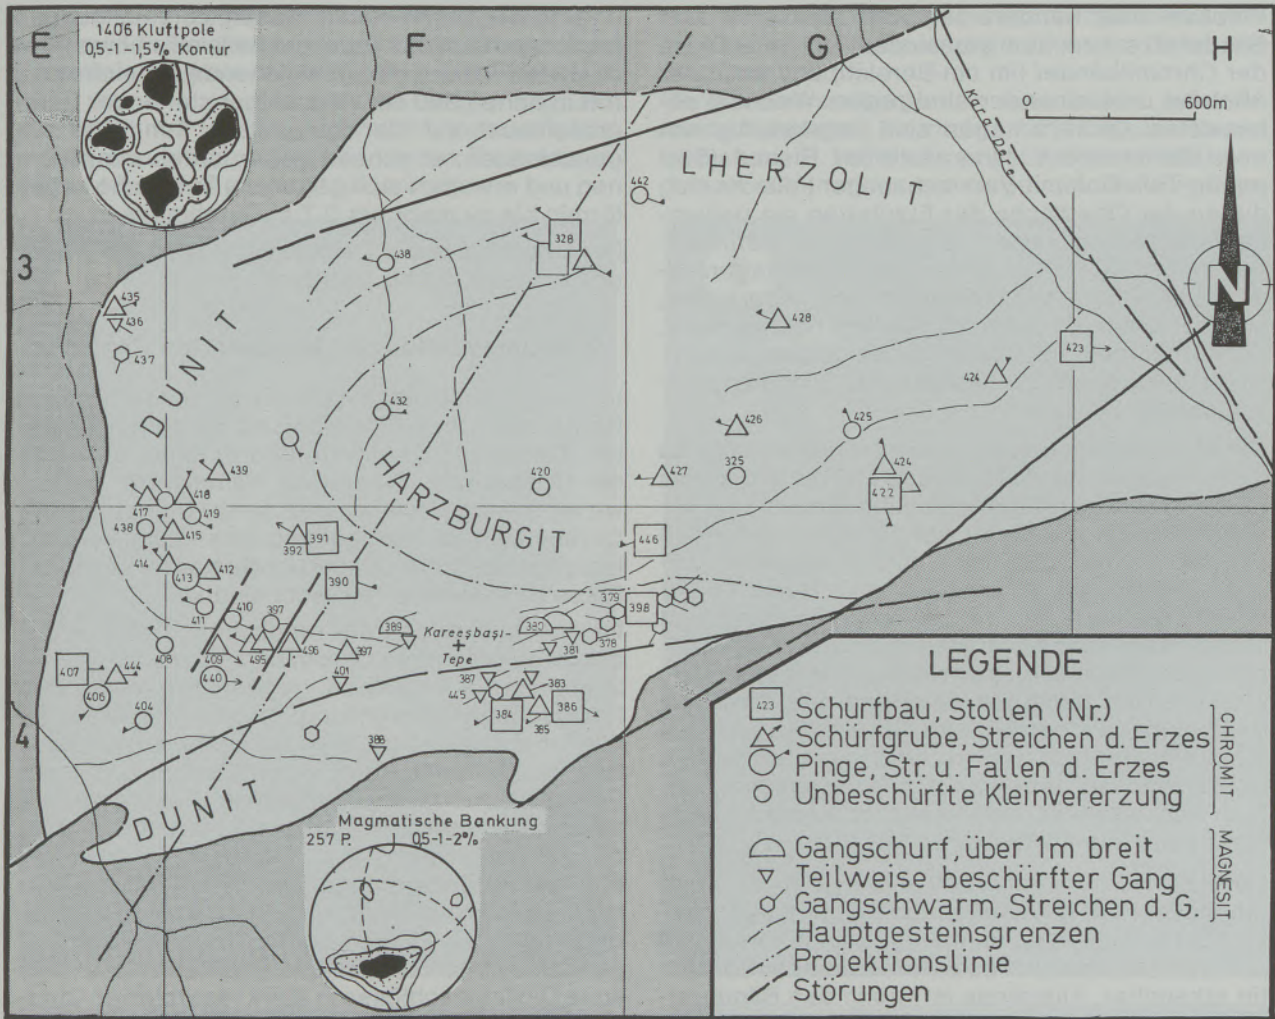 E
1406 Kluftpole
0,5-1-1,5% Kontur
F
G
H
Kara-Dere
0 600m
LHERZOLIT
N
3
442
328
438
435
436
437
428
423
424
DUNIT
432
426
425
HARZBURGIT
439
420
427
325
424
422
417
418
419
438
415
392
391
446
414
413
412
390
411
410
397
389
380
379
398
378
Kareeşbaşı-
Tepe
381
408
409
495
496
397
407
444
406
440
401
387
445
383
384
385
386
404
388
4
DUNIT
Magmatische Bankung
257 P. 0,5-1-2%
LEGENDE
423 Schurfbau, Stollen (Nr.)
Schürfgrube, Streichen d. Erzes
Pinge, Str. u. Fallen d. Erzes
Unbeschürfte Kleinvererzung
CHROMIT
Gangschurf, über 1m breit
Teilweise beschürfter Gang
Gangschwarm, Streichen d. G.
MAGNESIT
Hauptgesteinsgrenzen
Projektionslinie
Störungen